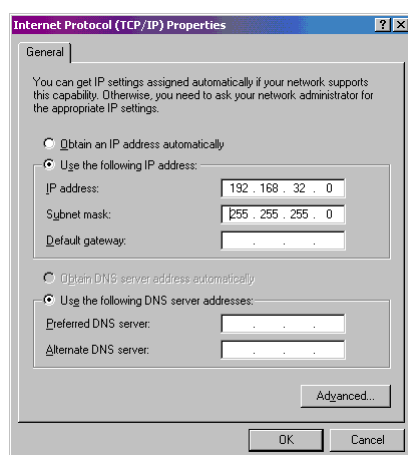 Internet Protocol (TCP/IP) Properties
General
You can get IP settings assigned automatically if your network supports
this capability. Otherwise, you need to ask your network administrator for
the appropriate IP settings.
Obtain an IP address automatically
Use the following IP address:
IP address: 192 . 168 . 32 . 0
Subnet mask: 255 . 255 . 255 . 0
Default gateway: . . .
Obtain DNS server address automatically
Use the following DNS server addresses:
Preferred DNS server: . . .
Alternate DNS server: . . .
Advanced...
OK Cancel